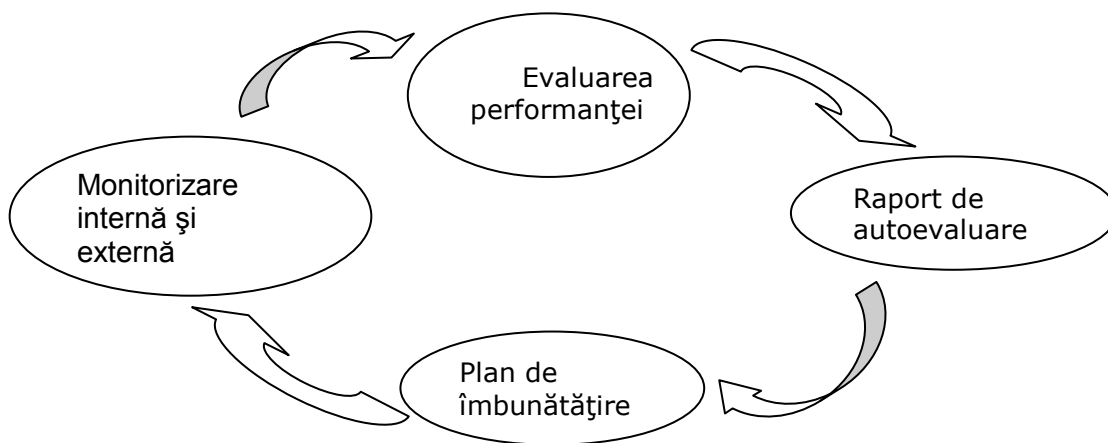 Evaluarea
performanţei
Monitorizare
internă şi
externă
Raport de
autoevaluare
Plan de
îmbunătăţire